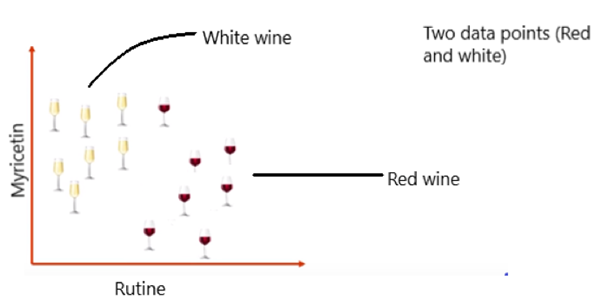 White wine
Two data points (Red
and white)
Myricetin
Red wine
Rutine